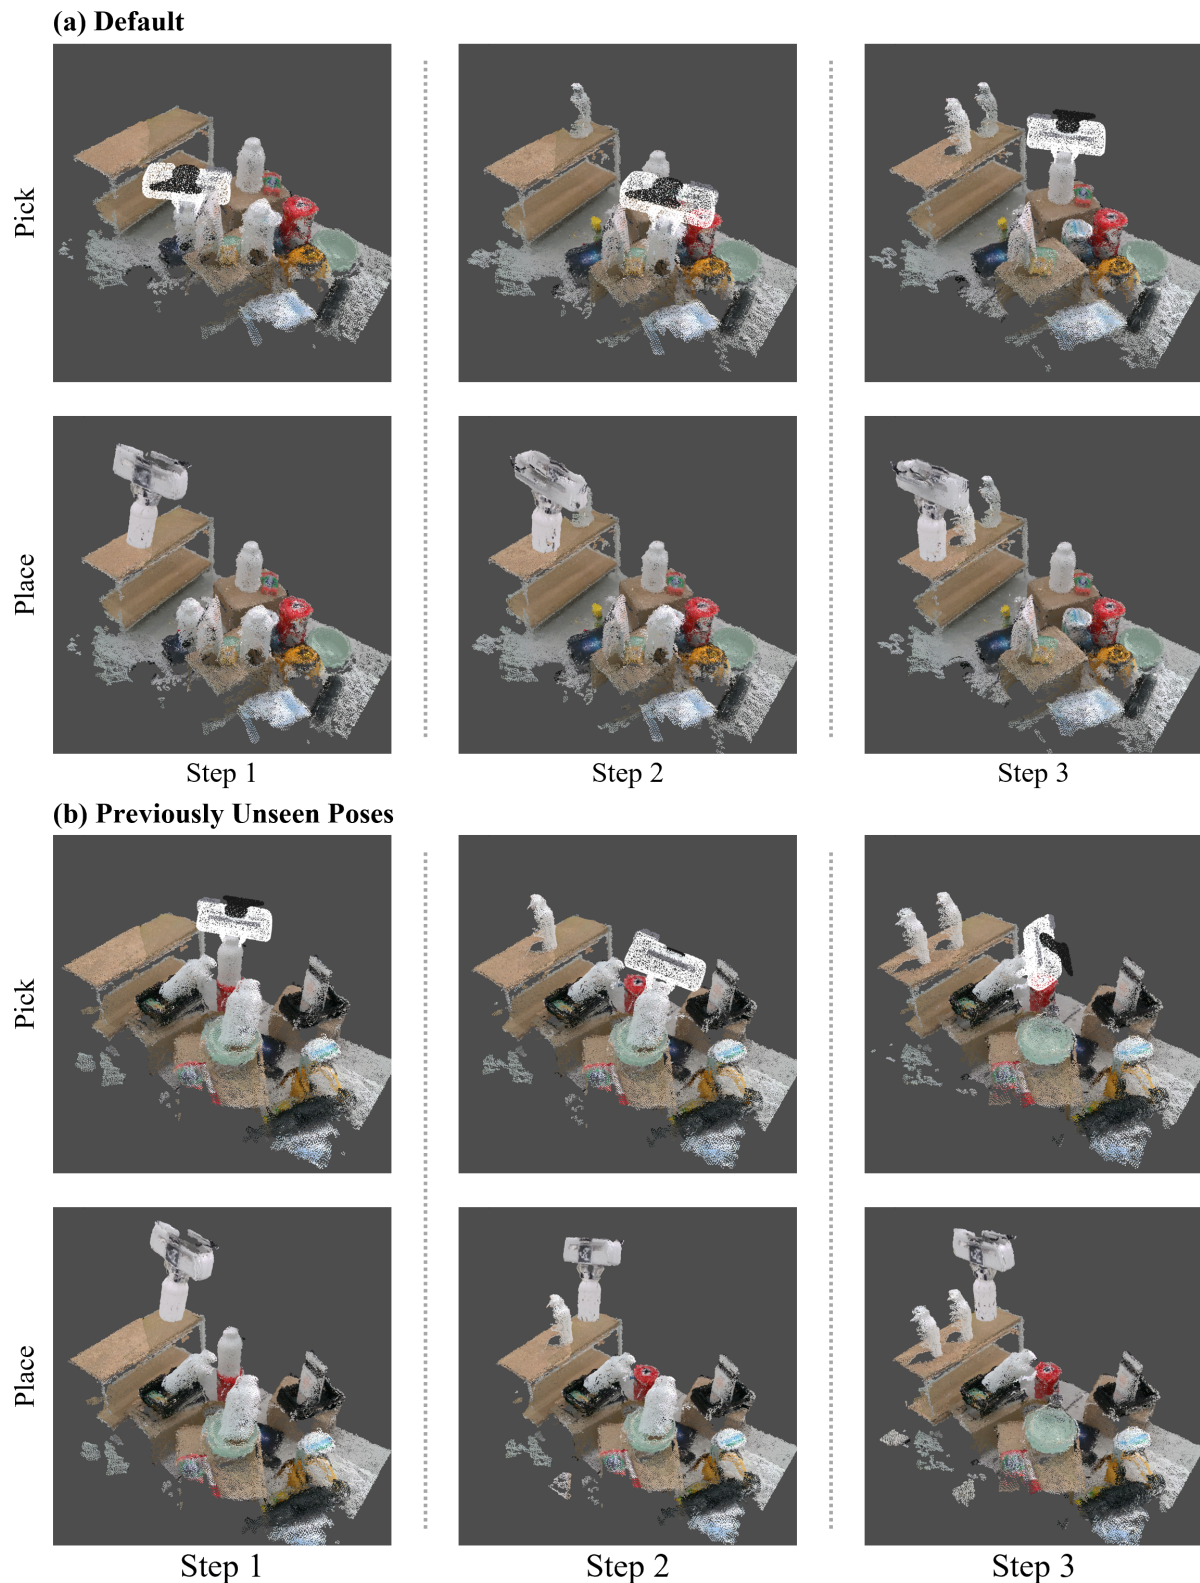 (a) Default
Pick
Place
Step 1
Step 2
Step 3
(b) Previously Unseen Poses
Pick
Place
Step 1
Step 2
Step 3